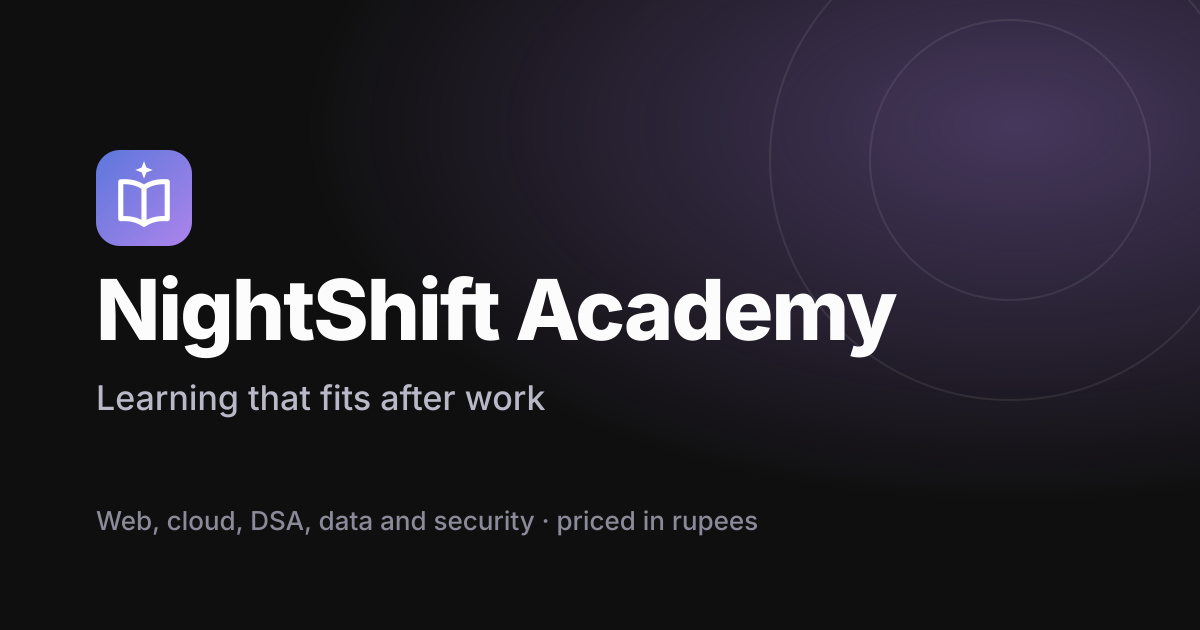 NightShift Academy
Learning that fits after work
Web, cloud, DSA, data and security · priced in rupees